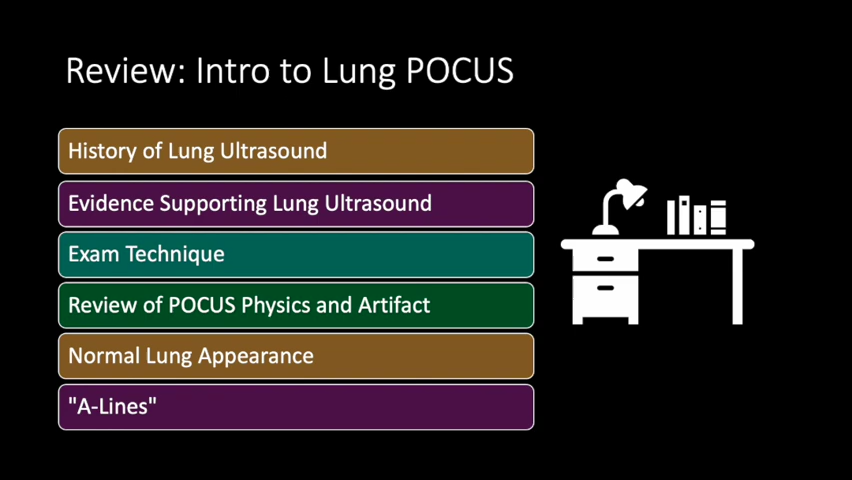 Review: Intro to Lung POCUS
History of Lung Ultrasound
Evidence Supporting Lung Ultrasound
Exam Technique
Review of POCUS Physics and Artifact
Normal Lung Appearance
"A-Lines"